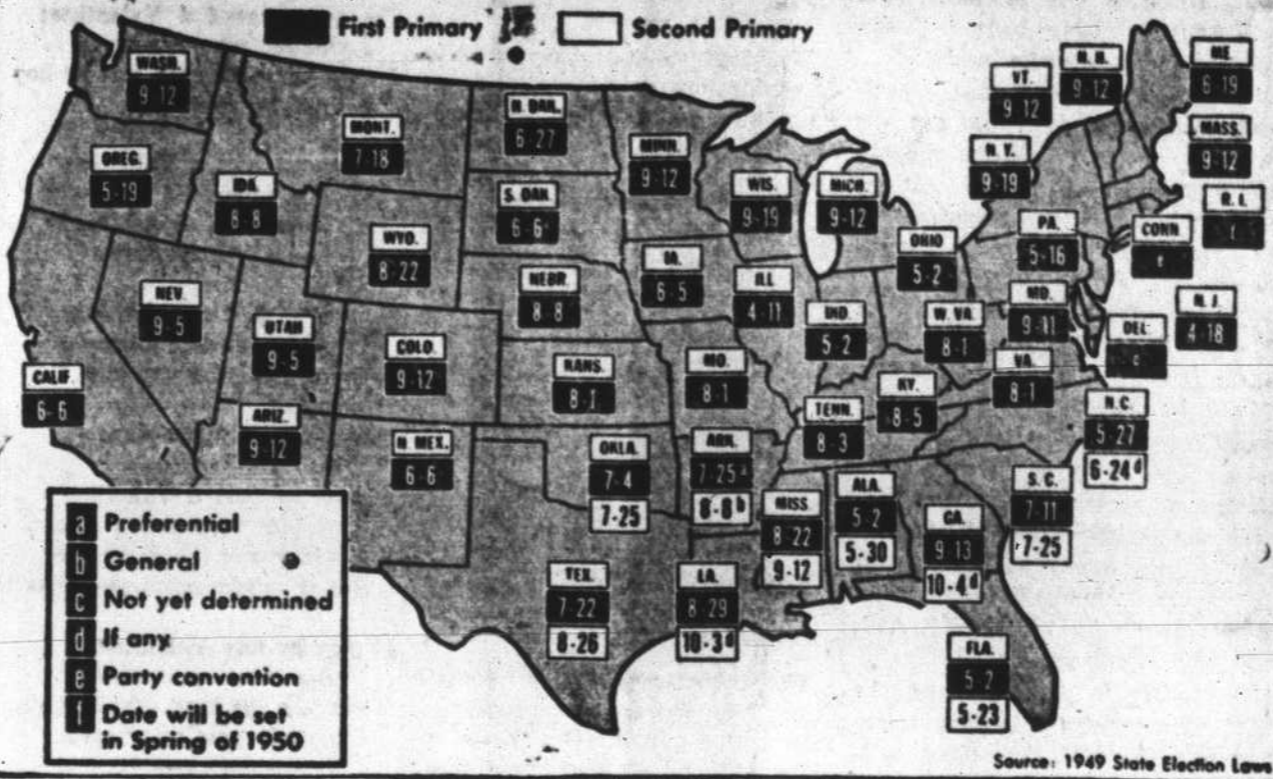 First Primary
Second Primary
WASH.
9-12
OREG.
5-19
IDA.
8-8
MONT.
7-18
N. DAK.
6-27
S. DAK.
6-6
WYO.
8-22
NEBR.
8-8
MINN.
9-12
WIS.
9-19
MICH.
9-12
IA.
6-5
ILL.
4-11
IND.
5-2
OHIO
5-2
VT.
9-12
N. H.
9-12
ME.
6-19
MASS.
9-12
N. Y.
9-19
R. I.
f
CONN.
PA.
5-16
N. J.
4-18
DEL.
MD.
9-11
W. VA.
8-1
VA.
8-1
KY.
8-5
TENN.
8-3
NEV.
9-5
UTAH
9-5
COLO.
9-12
KANS.
8-1
MO.
8-1
CALIF.
6-6
ARIZ.
9-12
N. MEX.
6-6
OKLA.
7-4
7-25
ARK.
7-25 a
8-8 b
MISS.
8-22
9-12
ALA.
5-2
5-30
GA.
9-13
10-4 d
S. C.
7-11
7-25
N.C.
5-27
6-24 d
TEX.
7-22
8-26
LA.
8-29
10-3 d
FLA.
5-2
5-23
a Preferential
b General
c Not yet determined
d If any
e Party convention
f Date will be set
in Spring of 1950
Source: 1949 State Election Laws